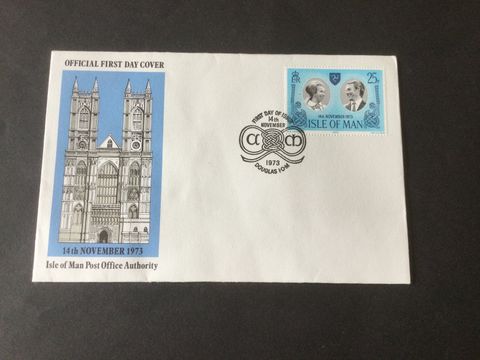 OFFICIAL FIRST DAY COVER
14th NOVEMBER 1973
Isle of Man Post Office Authority
FIRST DAY OF ISSUE
14th
NOVEMBER
1973
DOUGLAS I·O·M
25p
14th NOVEMBER 1973
ISLE OF MAN